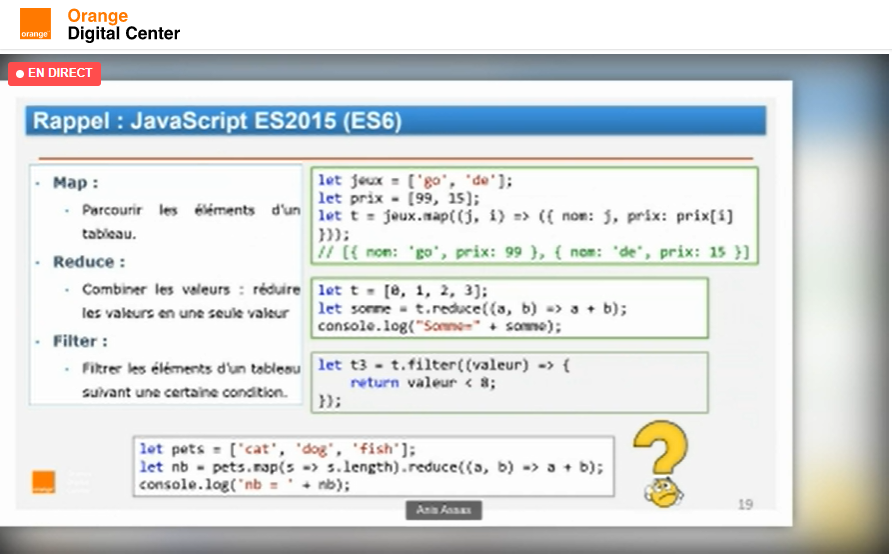 orange
Orange
Digital Center
EN DIRECT
Rappel : JavaScript ES2015 (ES6)
• Map :
• Parcourir les éléments d'un
tableau.
• Reduce :
• Combiner les valeurs : réduire
les valeurs en une seule valeur
• Filter :
• Filtrer les éléments d'un tableau
suivant une certaine condition.
let jeux = ['go', 'de'];
let prix = [99, 15];
let t = jeux.map((j, i) => ({ nom: j, prix: prix[i]
}));
// [{ nom: 'go', prix: 99 }, { nom: 'de', prix: 15 }]
let t = [0, 1, 2, 3];
let somme = t.reduce((a, b) => a + b);
console.log("Somme=" + somme);
let t3 = t.filter((valeur) => {
return valeur < 8;
});
let pets = ['cat', 'dog', 'fish'];
let nb = pets.map(s => s.length).reduce((a, b) => a + b);
console.log('nb = ' + nb);
?
orange
19